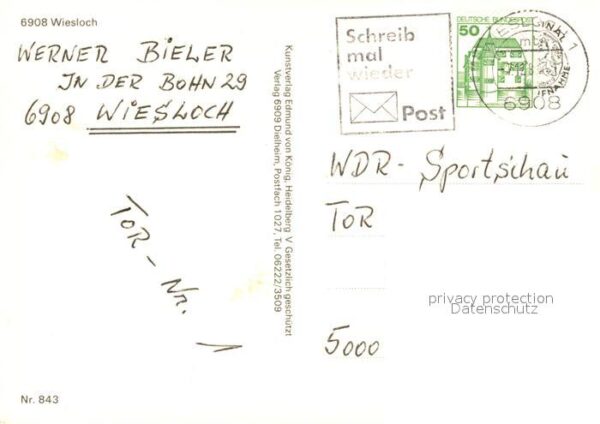 6908 Wiesloch
WERNER BIELER
IN DER BOHN 29
6908 WIESLOCH
TOR - Nr. 1
Nr. 843
Kunstverlag Edmund von König, Heidelberg V Gesetzlich geschützt
Verlag 6909 Dielheim, Postfach 1027, Tel. 06222/3509
Schreib
mal
wieder
Post
DEUTSCHE BUNDESPOST
50
1
6908
WDR - Sportschau
TOR
5000
privacy protection
Datenschutz